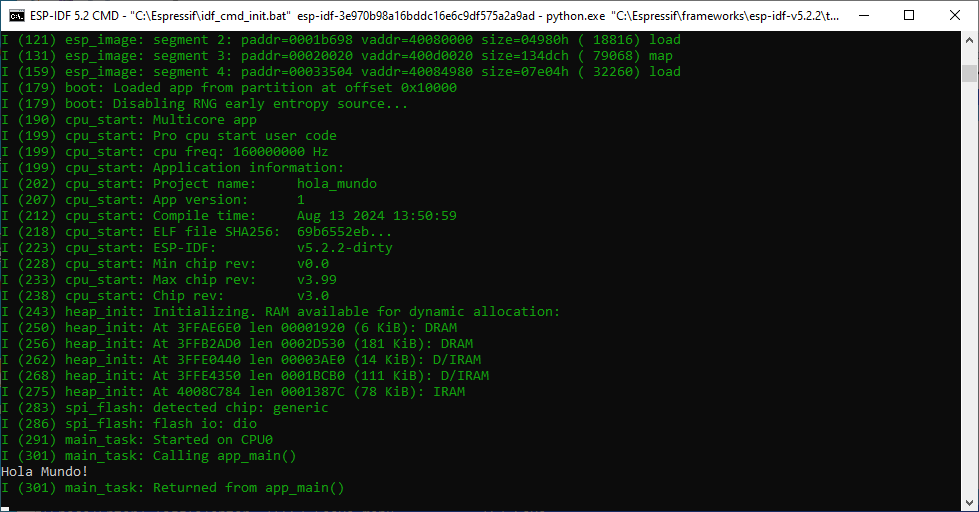 ESP-IDF 5.2 CMD - "C:\Espressif\idf_cmd_init.bat" esp-idf-3e970b98a16bddc16e6c9df575a2a9ad - python.exe "C:\Espressif\frameworks\esp-idf-v5.2.2\t...
I (121) esp_image: segment 2: paddr=0001b698 vaddr=40080000 size=04980h ( 18816) load
I (131) esp_image: segment 3: paddr=00020020 vaddr=400d0020 size=134dch ( 79068) map
I (159) esp_image: segment 4: paddr=00033504 vaddr=40084980 size=07e04h ( 32260) load
I (179) boot: Loaded app from partition at offset 0x10000
I (179) boot: Disabling RNG early entropy source...
I (190) cpu_start: Multicore app
I (199) cpu_start: Pro cpu start user code
I (199) cpu_start: cpu freq: 160000000 Hz
I (199) cpu_start: Application information:
I (202) cpu_start: Project name:     hola_mundo
I (207) cpu_start: App version:      1
I (212) cpu_start: Compile time:     Aug 13 2024 13:50:59
I (218) cpu_start: ELF file SHA256:  69b6552eb...
I (223) cpu_start: ESP-IDF:          v5.2.2-dirty
I (228) cpu_start: Min chip rev:     v0.0
I (233) cpu_start: Max chip rev:     v3.99
I (238) cpu_start: Chip rev:         v3.0
I (243) heap_init: Initializing. RAM available for dynamic allocation:
I (250) heap_init: At 3FFAE6E0 len 00001920 (6 KiB): DRAM
I (256) heap_init: At 3FFB2AD0 len 0002D530 (181 KiB): DRAM
I (262) heap_init: At 3FFE0440 len 00003AE0 (14 KiB): D/IRAM
I (268) heap_init: At 3FFE4350 len 0001BCB0 (111 KiB): D/IRAM
I (275) heap_init: At 4008C784 len 0001387C (78 KiB): IRAM
I (283) spi_flash: detected chip: generic
I (286) spi_flash: flash io: dio
I (291) main_task: Started on CPU0
I (301) main_task: Calling app_main()
Hola Mundo!
I (301) main_task: Returned from app_main()